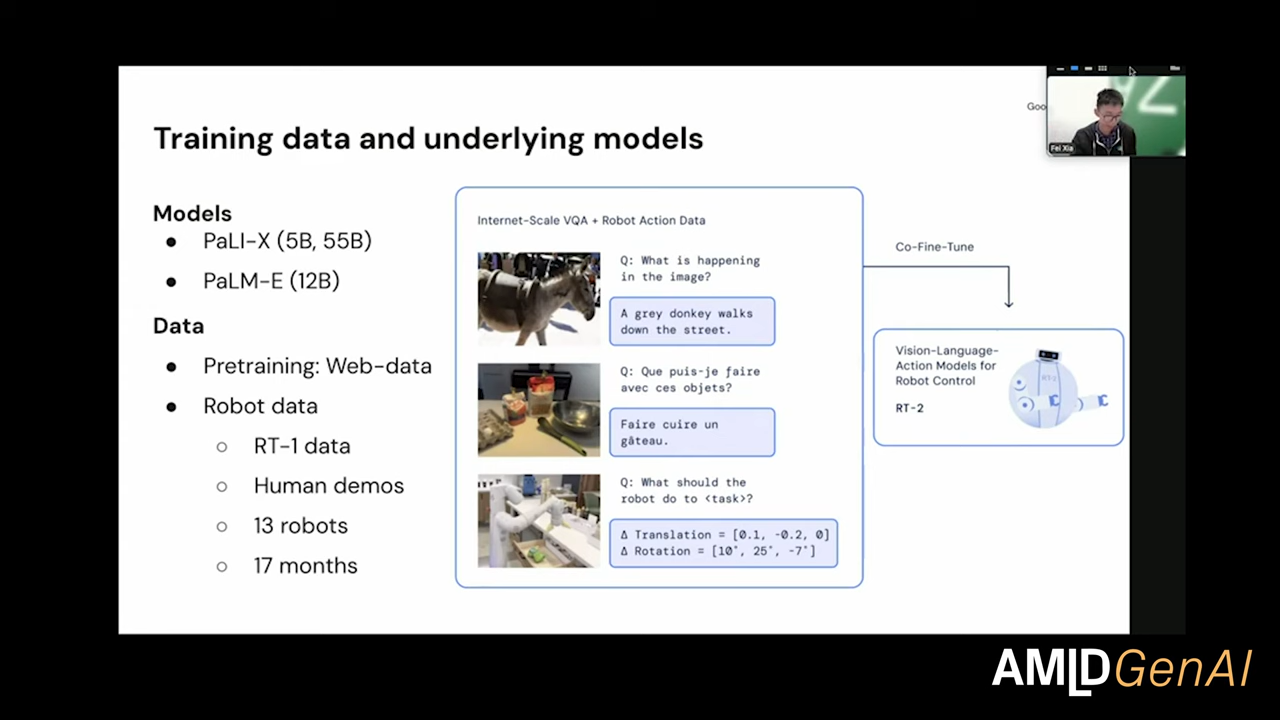 Training data and underlying models
Goo
Fei Xia
Models
● PaLI-X (5B, 55B)
● PaLM-E (12B)
Data
● Pretraining: Web-data
● Robot data
○ RT-1 data
○ Human demos
○ 13 robots
○ 17 months
Internet-Scale VQA + Robot Action Data
Q: What is happening
in the image?
A grey donkey walks
down the street.
Q: Que puis-je faire
avec ces objets?
Faire cuire un
gâteau.
Q: What should the
robot do to <task>?
Δ Translation = [0.1, -0.2, 0]
Δ Rotation = [10°, 25°, -7°]
Co-Fine-Tune
Vision-Language-
Action Models for
Robot Control
RT-2
AMLDGenAI